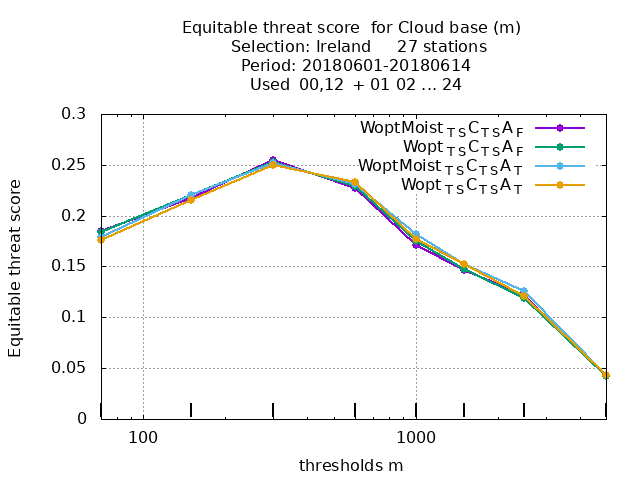 Equitable threat score for Cloud base (m)
Selection: Ireland 27 stations
Period: 20180601-20180614
Used 00,12 + 01 02 ... 24
WoptMoist TS C TS A F
Wopt TS C TS A F
WoptMoist TS C TS A T
Wopt TS C TS A T
Equitable threat score
0.3
0.25
0.2
0.15
0.1
0.05
0
100 1000
thresholds m